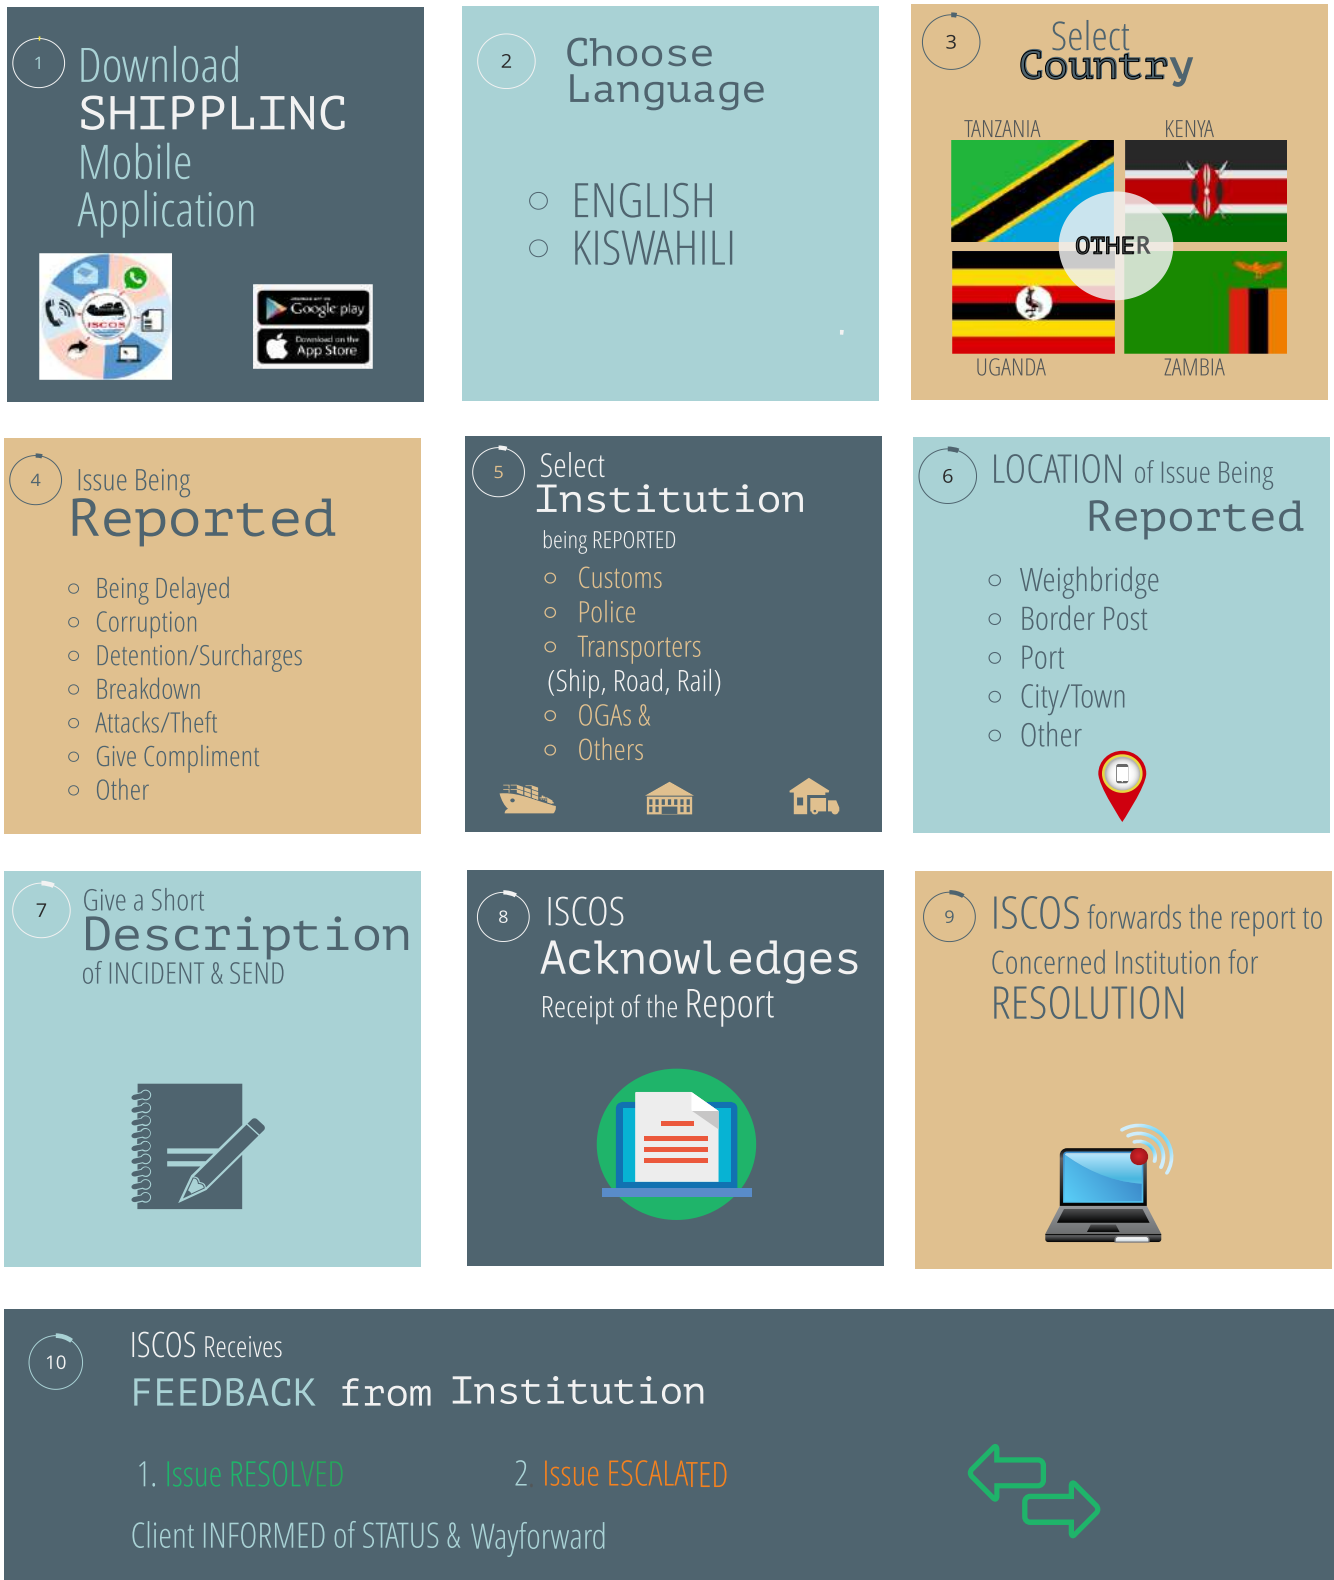 1
Download
SHIPPLINC
Mobile
Application
ISCOS
Google play
Download on the
App Store
2
Choose
Language
ENGLISH
KISWAHILI
3
Select
Country
TANZANIA
KENYA
OTHER
UGANDA
ZAMBIA
4
Issue Being
Reported
Being Delayed
Corruption
Detention/Surcharges
Breakdown
Attacks/Theft
Give Compliment
Other
5
Select
Institution
being REPORTED
Customs
Police
Transporters
(Ship, Road, Rail)
OGAs &
Others
6
LOCATION of Issue Being
Reported
Weighbridge
Border Post
Port
City/Town
Other
7
Give a Short
Description
of INCIDENT & SEND
8
ISCOS
Acknowledges
Receipt of the Report
9
ISCOS forwards the report to
Concerned Institution for
RESOLUTION
10
ISCOS Receives
FEEDBACK from Institution
1. Issue RESOLVED
2 Issue ESCALATED
Client INFORMED of STATUS & Wayforward